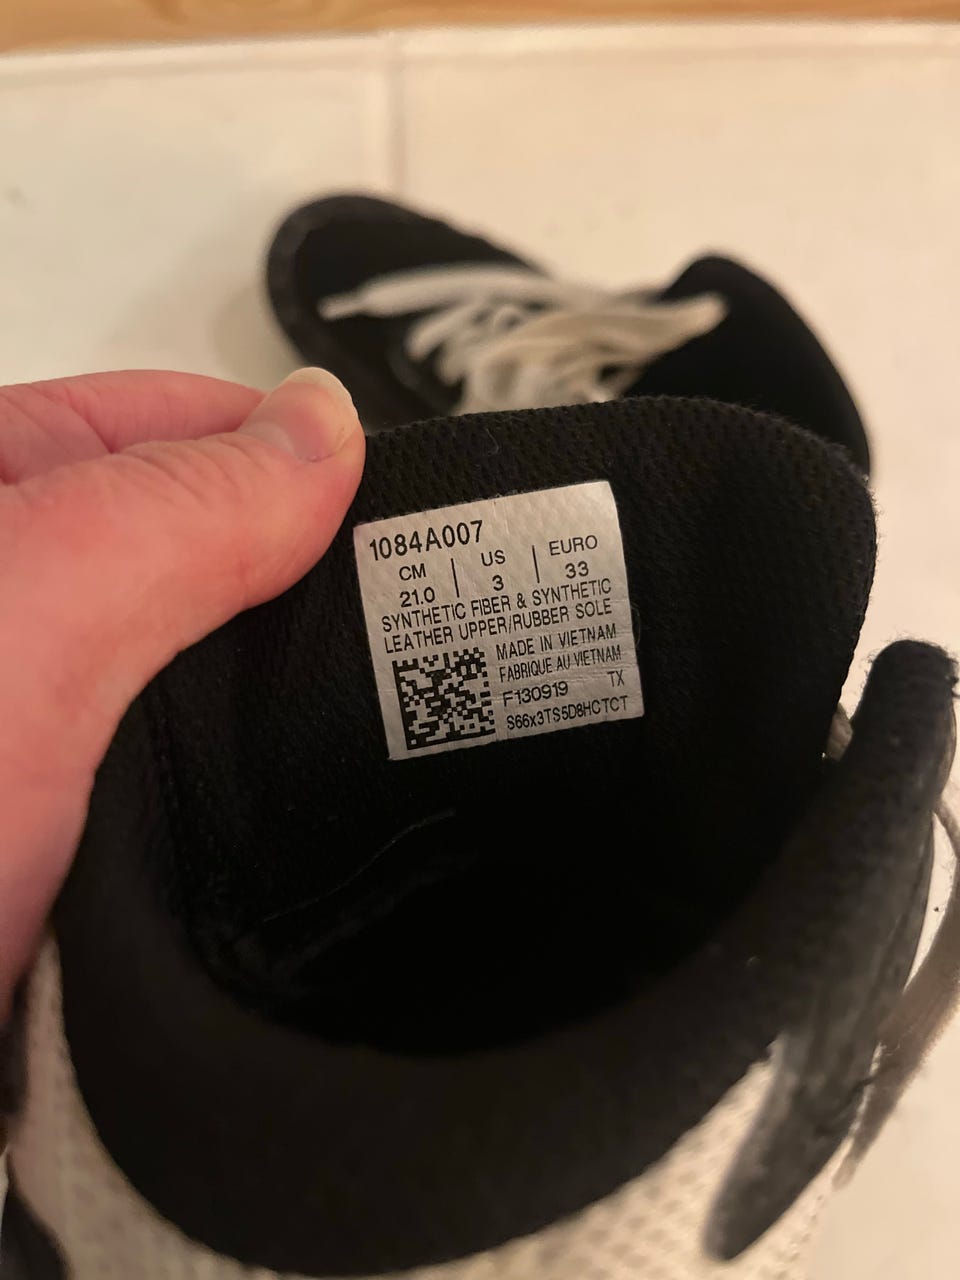 1084A007
CM | US | EURO
21.0 | 3 | 33
SYNTHETIC FIBER & SYNTHETIC
LEATHER UPPER/RUBBER SOLE
MADE IN VIETNAM
FABRIQUE AU VIETNAM
F130919 TX
S66x3TS5D8HCTCT